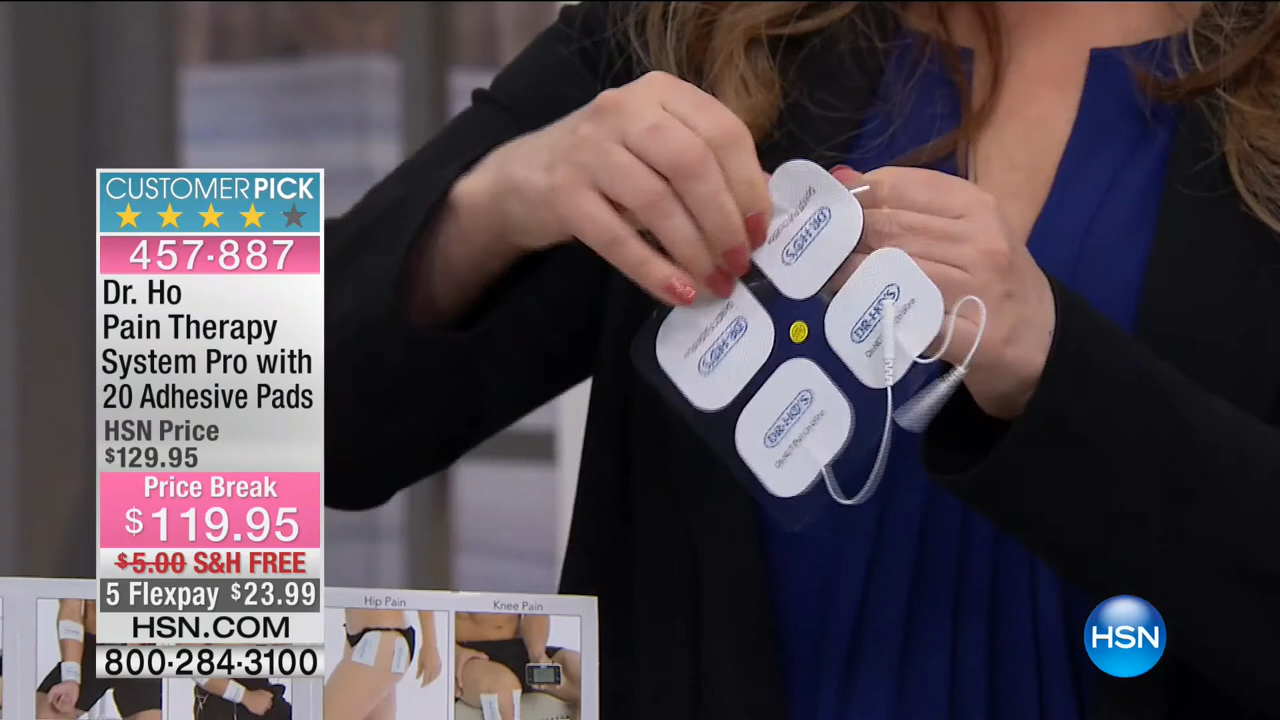 CUSTOMER PICK
457·887
Dr. Ho
Pain Therapy
System Pro with
20 Adhesive Pads
HSN Price
$129.95
Price Break
$119.95
$5.00 S&H FREE
5 Flexpay $23.99
HSN.COM
800·284·3100
DR-HO'S
DR-HO'S
DR-HO'S
DR-HO'S
Hip Pain
Knee Pain
HSN